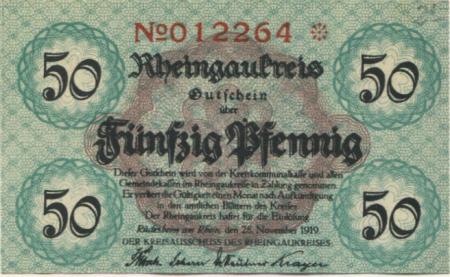 №012264 ※
50 Rheingaukreis 50
Gutschein
über
Fünfzig Pfennig
Dieser Gutschein wird von der Kreiskommunalkasse und allen
Gemeindekassen im Rheingaukreise in Zahlung genommen.
Er verliert die Gültigkeit einen Monat nach Aufkündigung
in den amtlichen Blättern des Kreises.
Der Rheingaukreis haftet für die Einlösung.
50 Rüdesheim am Rhein, den 28. November 1919. 50
DER KREISAUSSCHUSS DES RHEINGAUKREISES